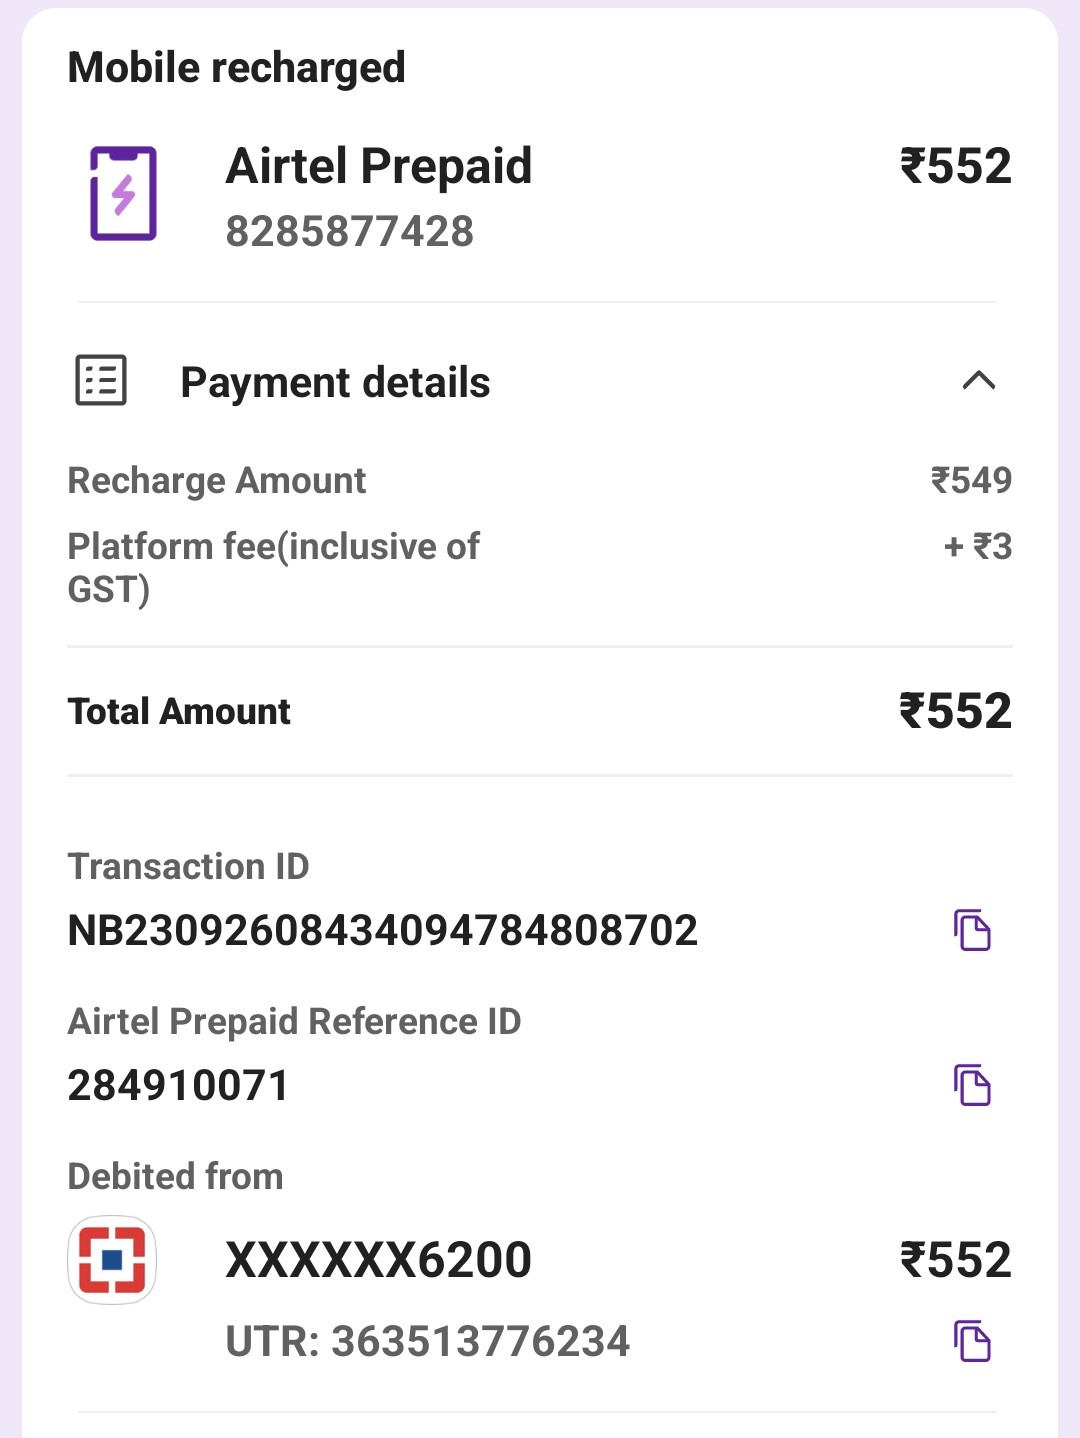 Mobile recharged
Airtel Prepaid
₹552
8285877428
Payment details
Recharge Amount
₹549
Platform fee(inclusive of
GST)
+ ₹3
Total Amount
₹552
Transaction ID
NB23092608434094784808702
Airtel Prepaid Reference ID
284910071
Debited from
XXXXXX6200
₹552
UTR: 363513776234